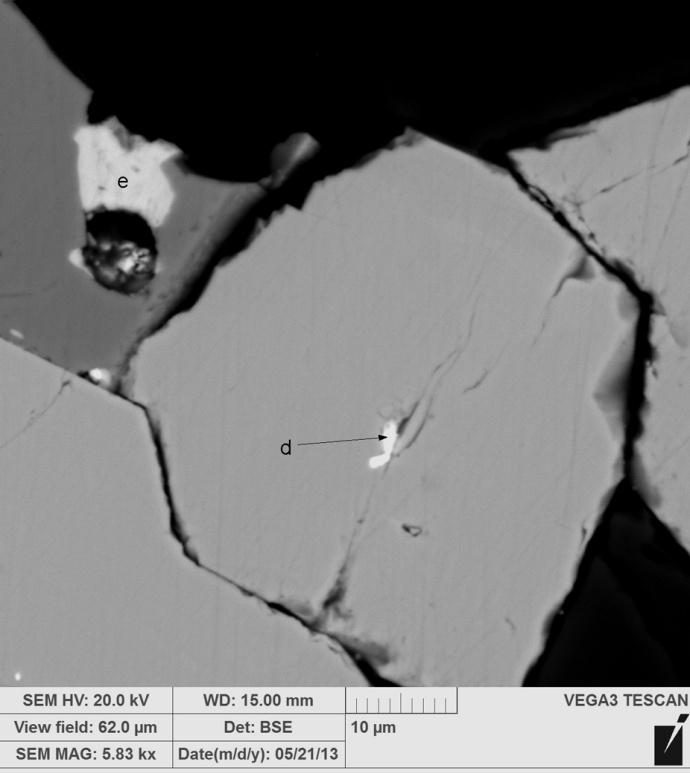 e
d
SEM HV: 20.0 kV
WD: 15.00 mm
VEGA3 TESCAN
View field: 62.0 µm
Det: BSE
10 µm
SEM MAG: 5.83 kx
Date(m/d/y): 05/21/13